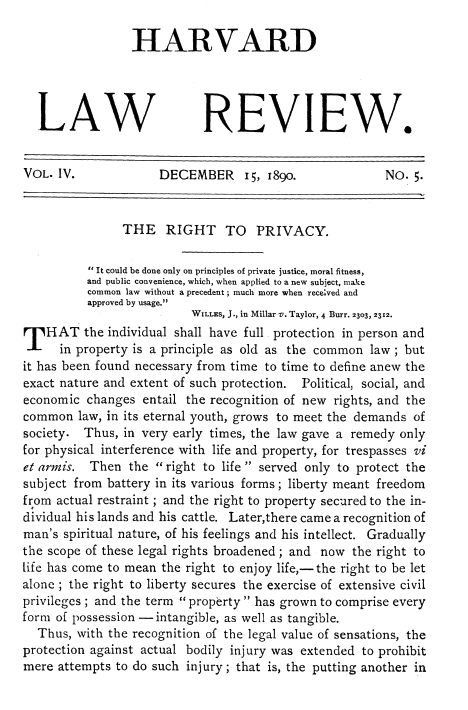 HARVARD
LAW REVIEW.
VOL. IV. DECEMBER 15, 1890. NO. 5.
THE RIGHT TO PRIVACY.
" It could be done only on principles of private justice, moral fitness,
and public convenience, which, when applied to a new subject, make
common law without a precedent ; much more when received and
approved by usage."
WILLES, J., in Millar v. Taylor, 4 Burr. 2303, 2312.
THAT the individual shall have full protection in person and
in property is a principle as old as the common law ; but
it has been found necessary from time to time to define anew the
exact nature and extent of such protection. Political, social, and
economic changes entail the recognition of new rights, and the
common law, in its eternal youth, grows to meet the demands of
society. Thus, in very early times, the law gave a remedy only
for physical interference with life and property, for trespasses vi
et armis. Then the " right to life " served only to protect the
subject from battery in its various forms ; liberty meant freedom
from actual restraint ; and the right to property secured to the in-
dividual his lands and his cattle. Later,there came a recognition of
man's spiritual nature, of his feelings and his intellect. Gradually
the scope of these legal rights broadened ; and now the right to
life has come to mean the right to enjoy life,—the right to be let
alone ; the right to liberty secures the exercise of extensive civil
privileges ; and the term " property " has grown to comprise every
form of possession — intangible, as well as tangible.
Thus, with the recognition of the legal value of sensations, the
protection against actual bodily injury was extended to prohibit
mere attempts to do such injury ; that is, the putting another in